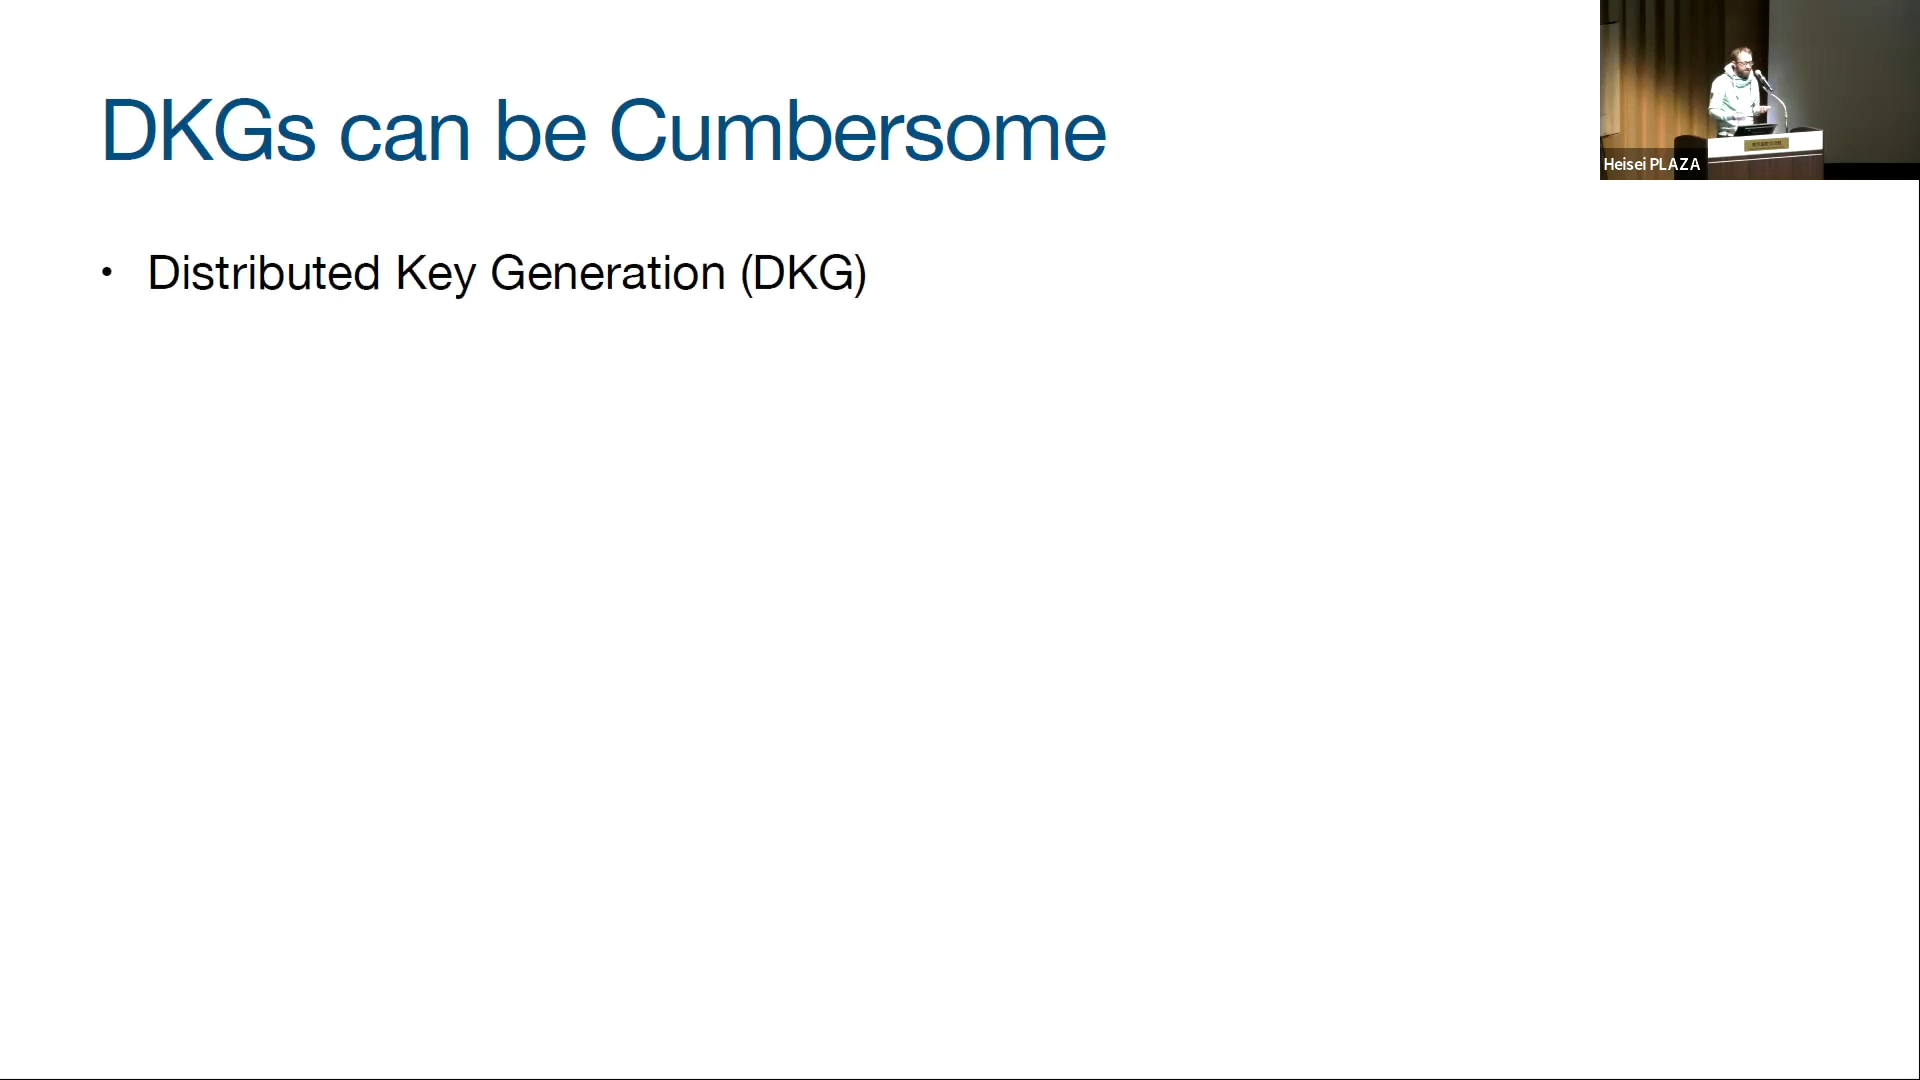 DKGs can be Cumbersome
• Distributed Key Generation (DKG)
Heisei PLAZA